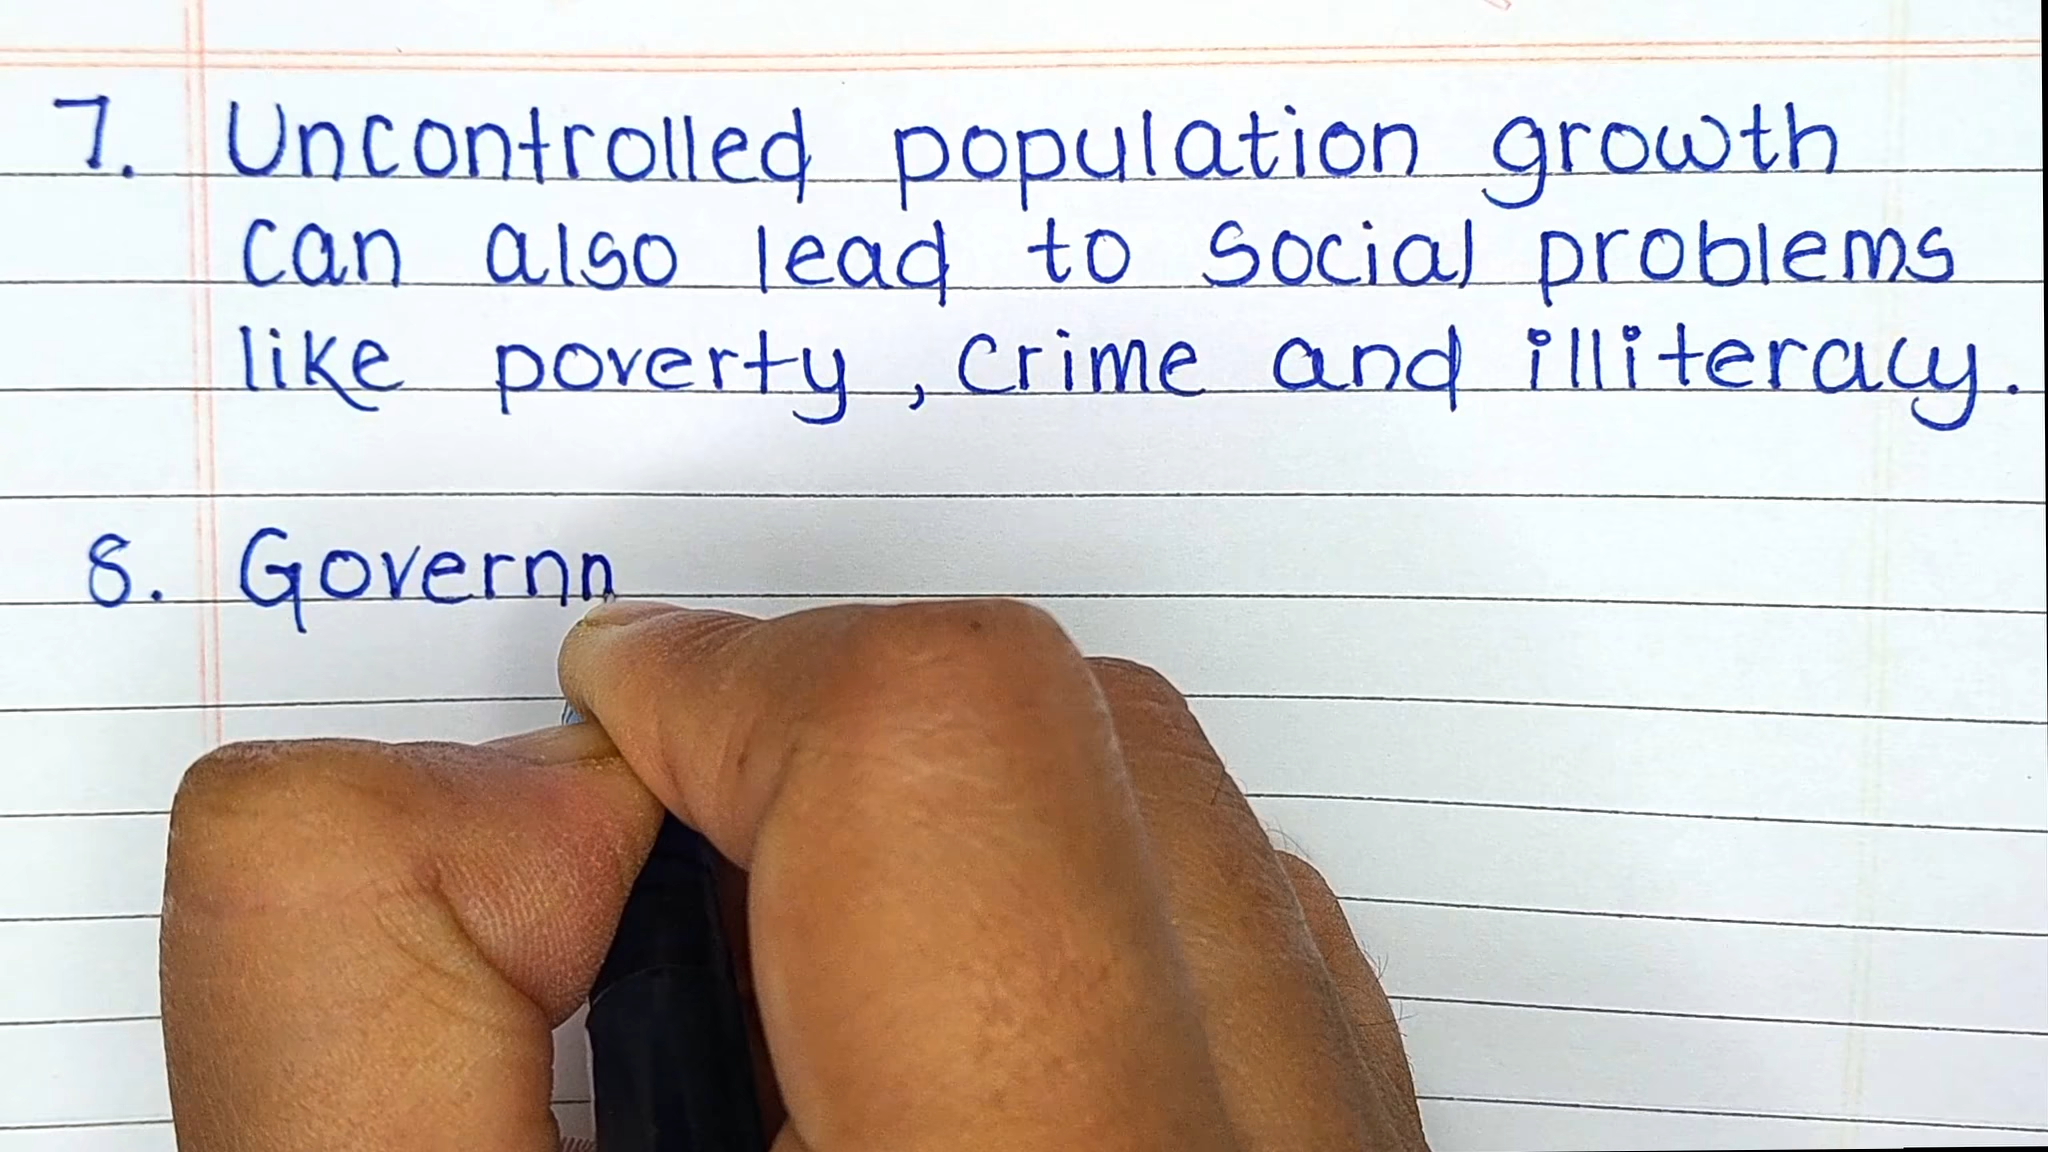 7. Uncontrolled population growth
can also lead to social problems
like poverty, crime and illiteracy.
8. Governn